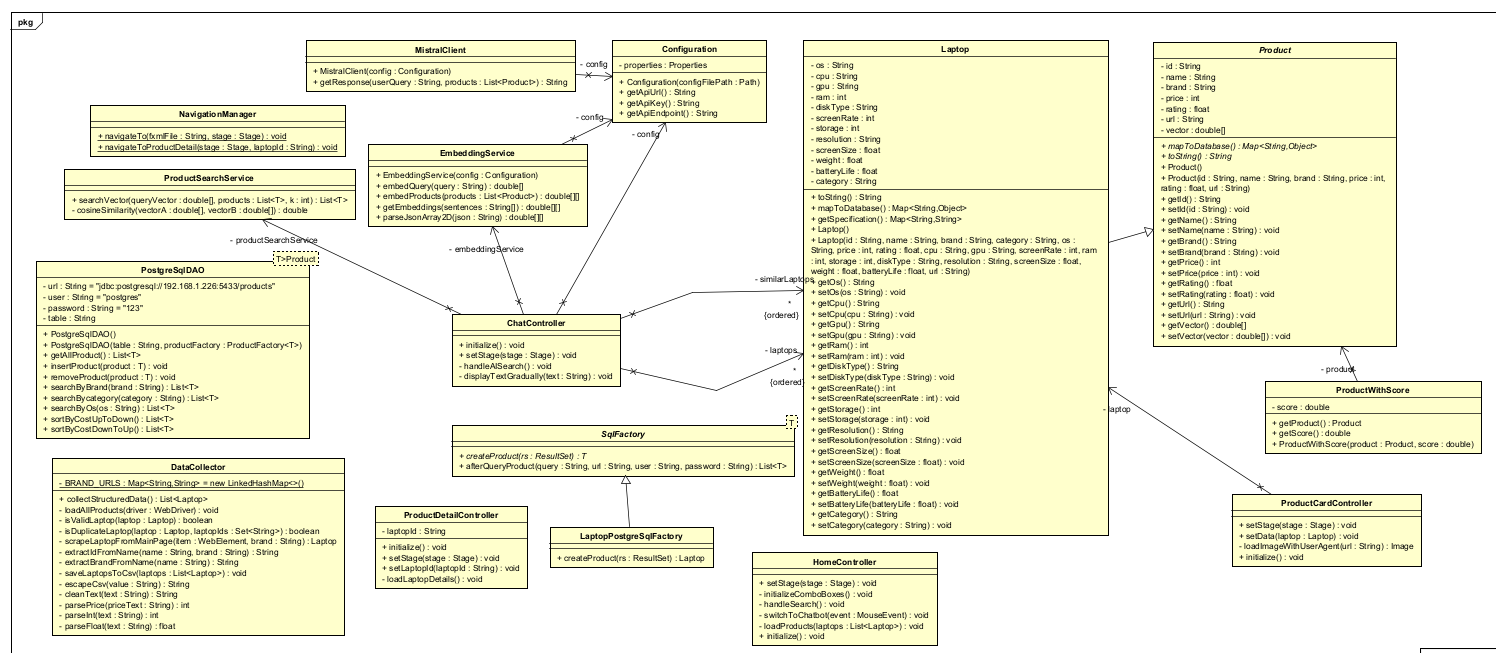 pkg
MistralClient
+ MistralClient(config : Configuration)
+ getResponse(userQuery : String, products : List<Product>) : String
- config
Configuration
- properties : Properties
+ Configuration(configFilePath : Path)
+ getApiUrl() : String
+ getApiKey() : String
+ getApiEndpoint() : String
- config
- config
NavigationManager
+ navigateTo(fxmlFile : String, stage : Stage) : void
+ navigateToProductDetail(stage : Stage, laptopId : String) : void
EmbeddingService
+ EmbeddingService(config : Configuration)
+ embedQuery(query : String) : double[]
+ embedProducts(products : List<Product>) : double[][]
+ getEmbeddings(sentences : String[]) : double[][]
+ parseJsonArray2D(json : String) : double[][]
ProductSearchService
+ searchVector(queryVector : double[], products : List<T>, k : int) : List<T>
- cosineSimilarity(vectorA : double[], vectorB : double[]) : double
- productSearchService
- embeddingService
T>Product
PostgreSqlDAO
- url : String = "jdbc:postgresql://192.168.1.226:5433/products"
- user : String = "postgres"
- password : String = "123"
- table : String
+ PostgreSqlDAO()
+ PostgreSqlDAO(table : String, productFactory : ProductFactory<T>)
+ getAllProduct() : List<T>
+ insertProduct(product : T) : void
+ removeProduct(product : T) : void
+ searchByBrand(brand : String) : List<T>
+ searchBycategory(category : String) : List<T>
+ searchByOs(os : String) : List<T>
+ sortByCostUpToDown() : List<T>
+ sortByCostDownToUp() : List<T>
ChatController
+ initialize() : void
+ setStage(stage : Stage) : void
- handleAISearch() : void
- displayTextGradually(text : String) : void
- similarLaptops
*
{ordered}
- laptops
*
{ordered}
T
SqlFactory
+ createProduct(rs : ResultSet) : T
+ afterQueryProduct(query : String, url : String, user : String, password : String) : List<T>
DataCollector
- BRAND_URLS : Map<String,String> = new LinkedHashMap<>()
+ collectStructuredData() : List<Laptop>
- loadAllProducts(driver : WebDriver) : void
- isValidLaptop(laptop : Laptop) : boolean
- isDuplicateLaptop(laptop : Laptop, laptopIds : Set<String>) : boolean
- scrapeLaptopFromMainPage(item : WebElement, brand : String) : Laptop
- extractIdFromName(name : String, brand : String) : String
- extractBrandFromName(name : String) : String
- saveLaptopsToCsv(laptops : List<Laptop>) : void
- escapeCsv(value : String) : String
- cleanText(text : String) : String
- parsePrice(priceText : String) : int
- parseInt(text : String) : int
- parseFloat(text : String) : float
ProductDetailController
- laptopId : String
+ initialize() : void
+ setStage(stage : Stage) : void
+ setLaptopId(laptopId : String) : void
- loadLaptopDetails() : void
LaptopPostgreSqlFactory
+ createProduct(rs : ResultSet) : Laptop
Laptop
- os : String
- cpu : String
- gpu : String
- ram : int
- diskType : String
- screenRate : int
- storage : int
- resolution : String
- screenSize : float
- weight : float
- batteryLife : float
- category : String
+ toString() : String
+ mapToDatabase() : Map<String,Object>
+ getSpecification() : Map<String,String>
+ Laptop()
+ Laptop(id : String, name : String, brand : String, category : String, os :
String, price : int, rating : float, cpu : String, gpu : String, screenRate : int, ram
: int, storage : int, diskType : String, resolution : String, screenSize : float,
weight : float, batteryLife : float, url : String)
+ getOs() : String
+ setOs(os : String) : void
+ getCpu() : String
+ setCpu(cpu : String) : void
+ getGpu() : String
+ setGpu(gpu : String) : void
+ getRam() : int
+ setRam(ram : int) : void
+ getDiskType() : String
+ setDiskType(diskType : String) : void
+ getScreenRate() : int
+ setScreenRate(screenRate : int) : void
+ getStorage() : int
+ setStorage(storage : int) : void
+ getResolution() : String
+ setResolution(resolution : String) : void
+ getScreenSize() : float
+ setScreenSize(screenSize : float) : void
+ getWeight() : float
+ setWeight(weight : float) : void
+ getBatteryLife() : float
+ setBatteryLife(batteryLife : float) : void
+ getCategory() : String
+ setCategory(category : String) : void
HomeController
+ setStage(stage : Stage) : void
- initializeComboBoxes() : void
- handleSearch() : void
- switchToChatbot(event : MouseEvent) : void
- loadProducts(laptops : List<Laptop>) : void
+ initialize() : void
Product
- id : String
- name : String
- brand : String
- price : int
- rating : float
- url : String
- vector : double[]
+ mapToDatabase() : Map<String,Object>
+ toString() : String
+ Product()
+ Product(id : String, name : String, brand : String, price : int,
rating : float, url : String)
+ getId() : String
+ setId(id : String) : void
+ getName() : String
+ setName(name : String) : void
+ getBrand() : String
+ setBrand(brand : String) : void
+ getPrice() : int
+ setPrice(price : int) : void
+ getRating() : float
+ setRating(rating : float) : void
+ getUrl() : String
+ setUrl(url : String) : void
+ getVector() : double[]
+ setVector(vector : double[]) : void
- product
ProductWithScore
- score : double
+ getProduct() : Product
+ getScore() : double
+ ProductWithScore(product : Product, score : double)
- laptop
ProductCardController
+ setStage(stage : Stage) : void
+ setData(laptop : Laptop) : void
- loadImageWithUserAgent(url : String) : Image
+ initialize() : void